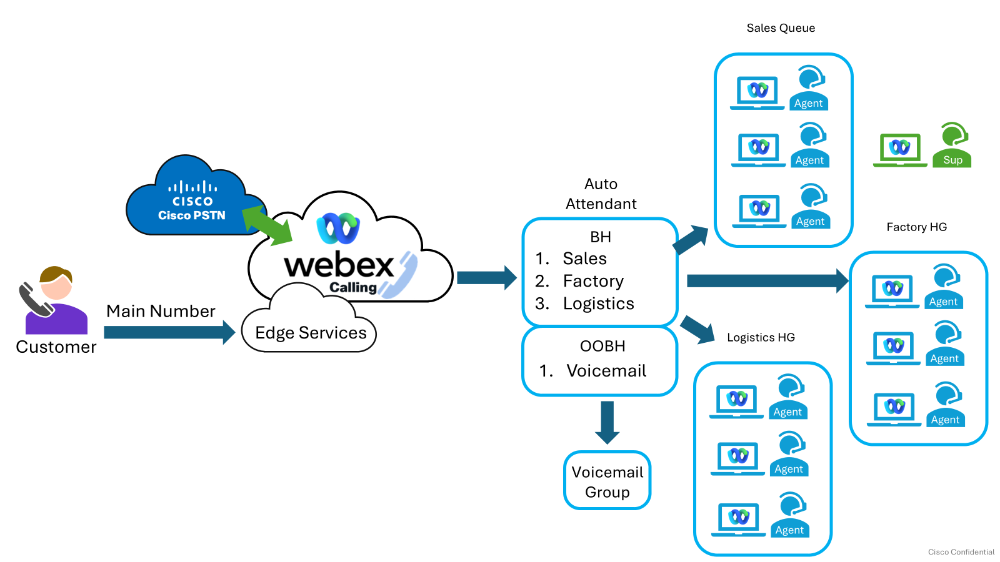 Sales Queue
Agent
Agent
Agent
Sup
CISCO
Cisco PSTN
webex
Calling
Main Number
Edge Services
Customer
Auto
Attendant
BH
1. Sales
2. Factory
3. Logistics
OOBH
1. Voicemail
Voicemail
Group
Factory HG
Agent
Agent
Agent
Logistics HG
Agent
Agent
Agent
Cisco Confidential